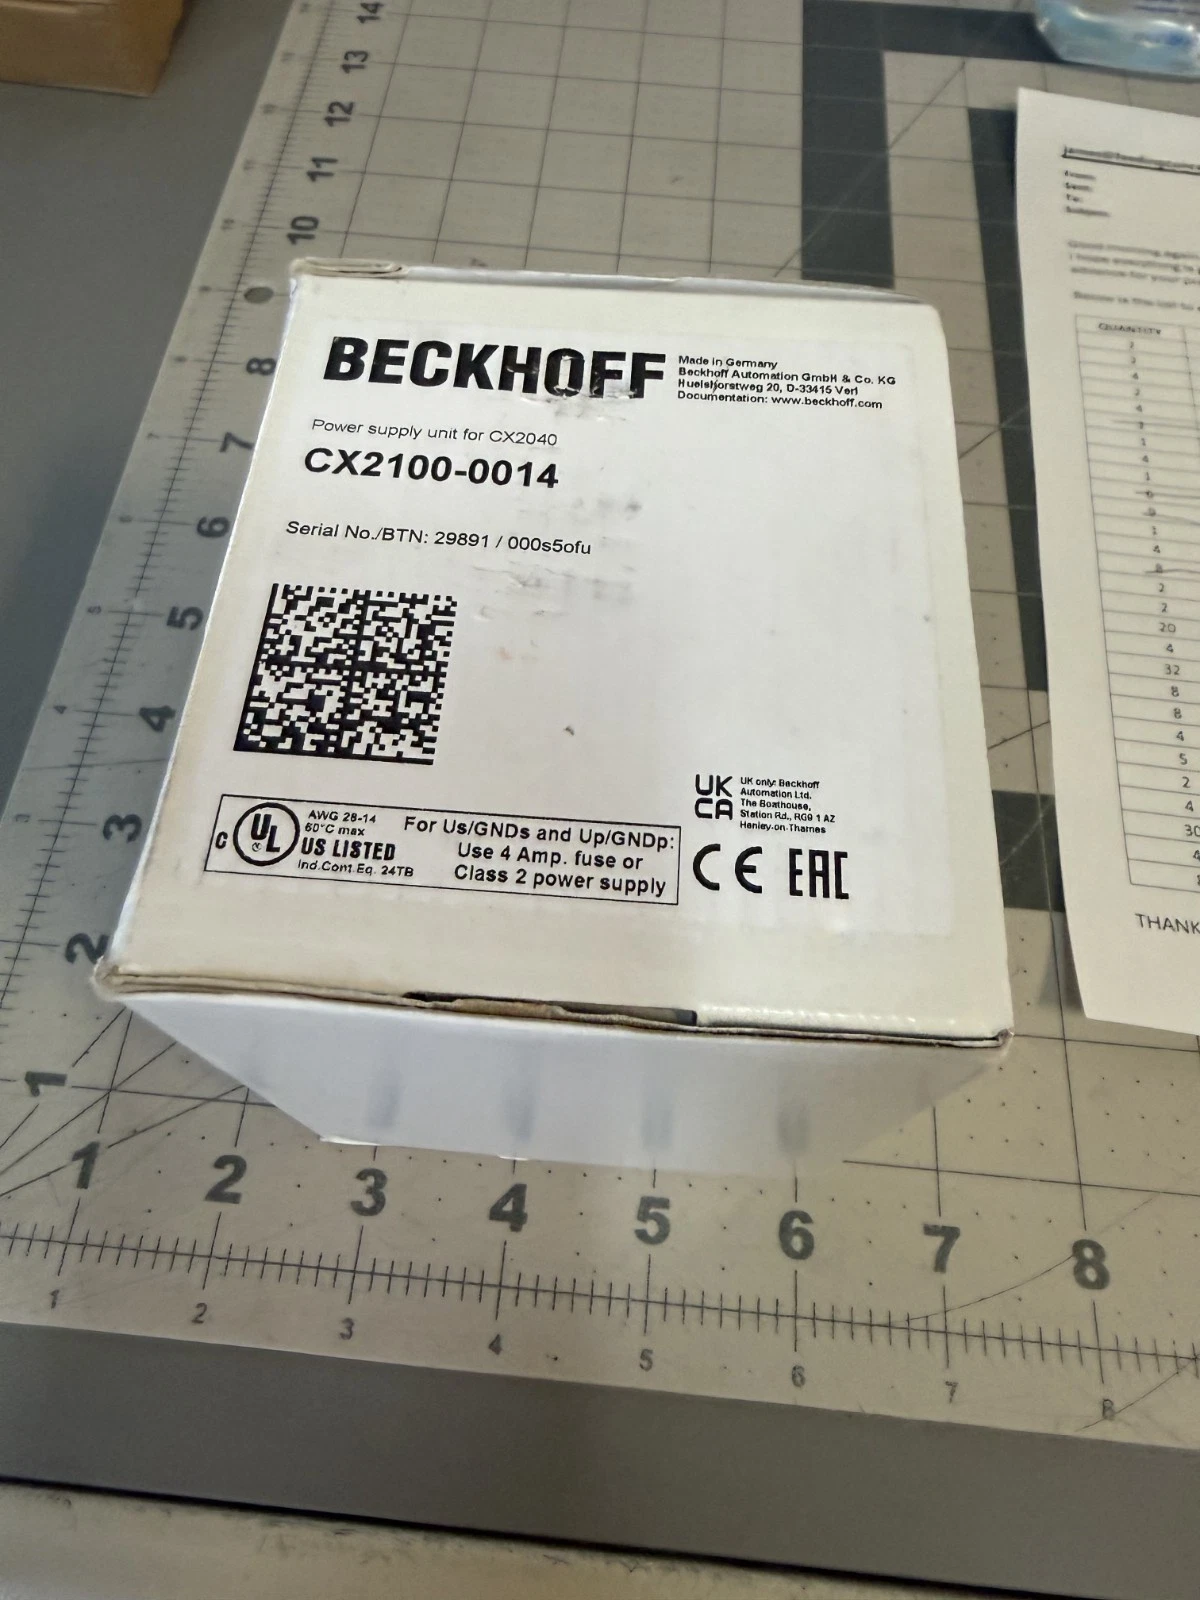 BECKHOFF
Made in Germany
Beckhoff Automation GmbH & Co. KG
Huelshorstweg 20, D-33415 Verl
Documentation: www.beckhoff.com
Power supply unit for CX2040
CX2100-0014
Serial No./BTN: 29891 / 000s5ofu
C UL
AWG 28-14
60°C max
US LISTED
Ind.Cont.Eq. 24TB
For Us/GNDs and Up/GNDp:
Use 4 Amp. fuse or
Class 2 power supply
UK
CA
UK only: Beckhoff
Automation Ltd.
The Boathouse,
Station Rd., RG9 1 AZ
Henley-on-Thames
CE EAC
14
13
12
11
10
8
7
6
5
4
3
2
1
1 2 3 4 5 6 7 8
1 2 3 4 5 6 7 8
Subject:
QUANTITY
1
4
1
1
4
2
2
20
4
32
8
8
4
5
2
4
THANK